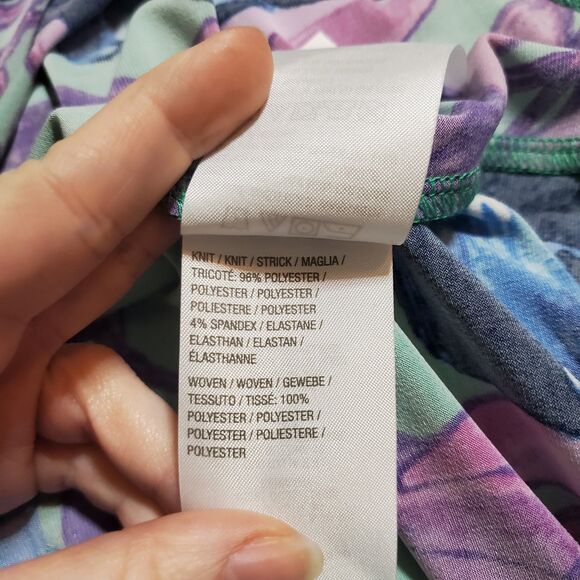 KNIT / KNIT / STRICK / MAGLIA /
TRICOTÉ: 96% POLYESTER /
POLYESTER / POLYESTER /
POLIESTERE / POLYESTER
4% SPANDEX / ELASTANE /
ELASTHAN / ELASTAN /
ÉLASTHANNE
WOVEN / WOVEN / GEWEBE /
TESSUTO / TISSÉ: 100%
POLYESTER / POLYESTER /
POLYESTER / POLIESTERE /
POLYESTER